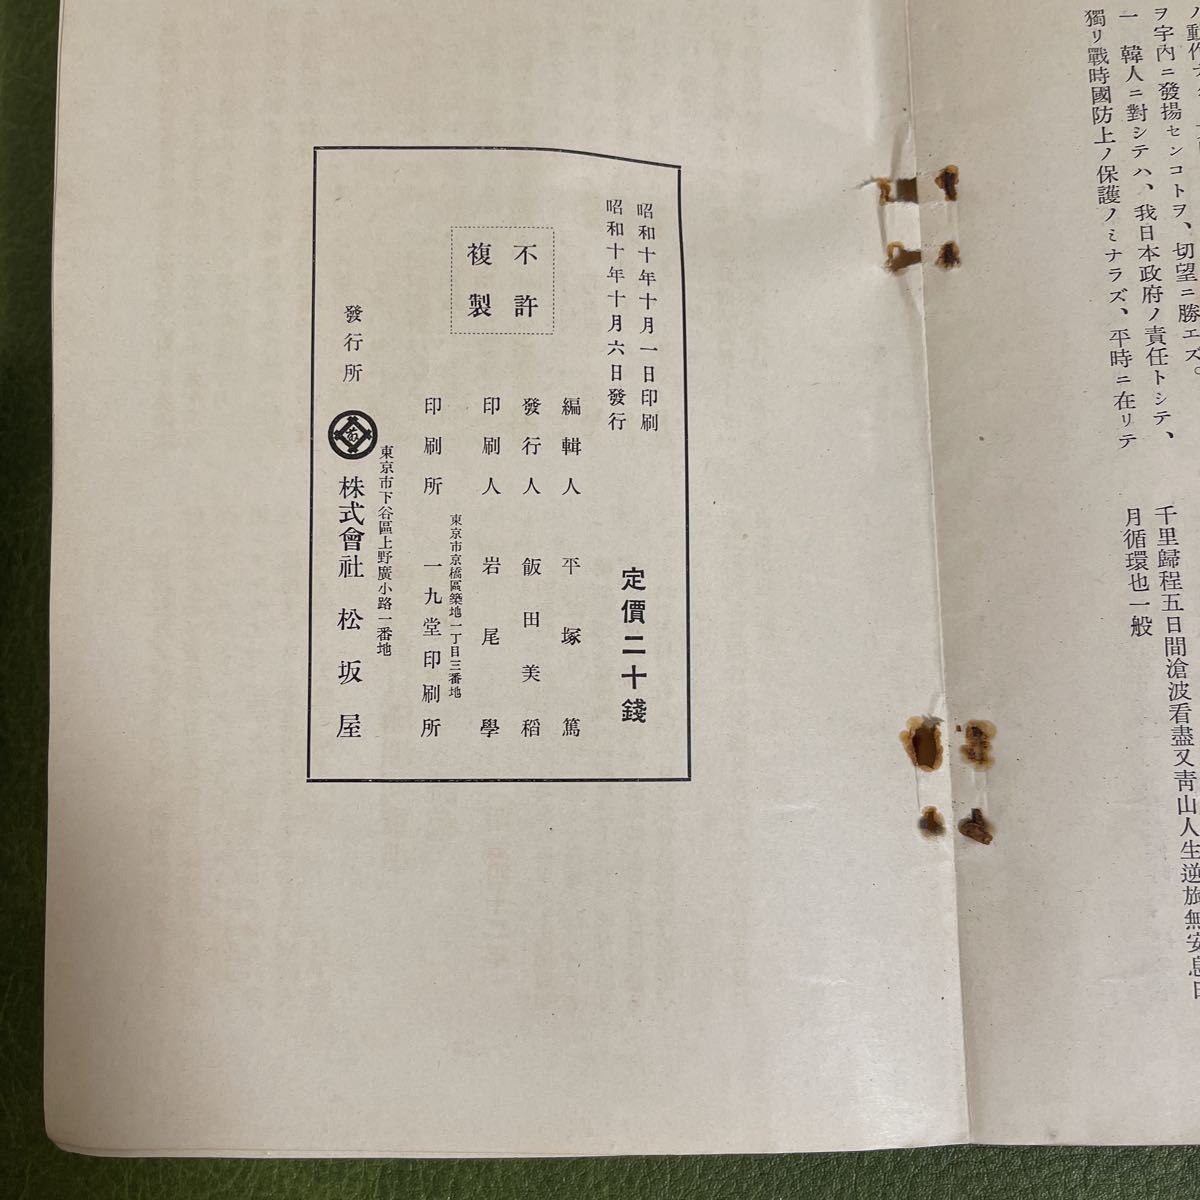 ヲ宇內ニ發揚センコトヲ、切望ニ勝エズ。
一 韓人ニ對シテハ、我日本政府ノ責任トシテ、
獨リ戰時國防上ノ保護ノミナラズ、平時ニ在リテ
千里歸程五日間滄波看盡又靑山人生逆旅無安息
月循環也一般
昭和十年十月一日印刷
昭和十年十月六日發行
定價二十錢
不許
複製
編輯人 平塚篤
發行人 飯田美稻
印刷人 岩尾學
東京市京橋區築地一丁目三番地
印刷所 一九堂印刷所
東京市下谷區上野廣小路一番地
發行所 株式會社松坂屋